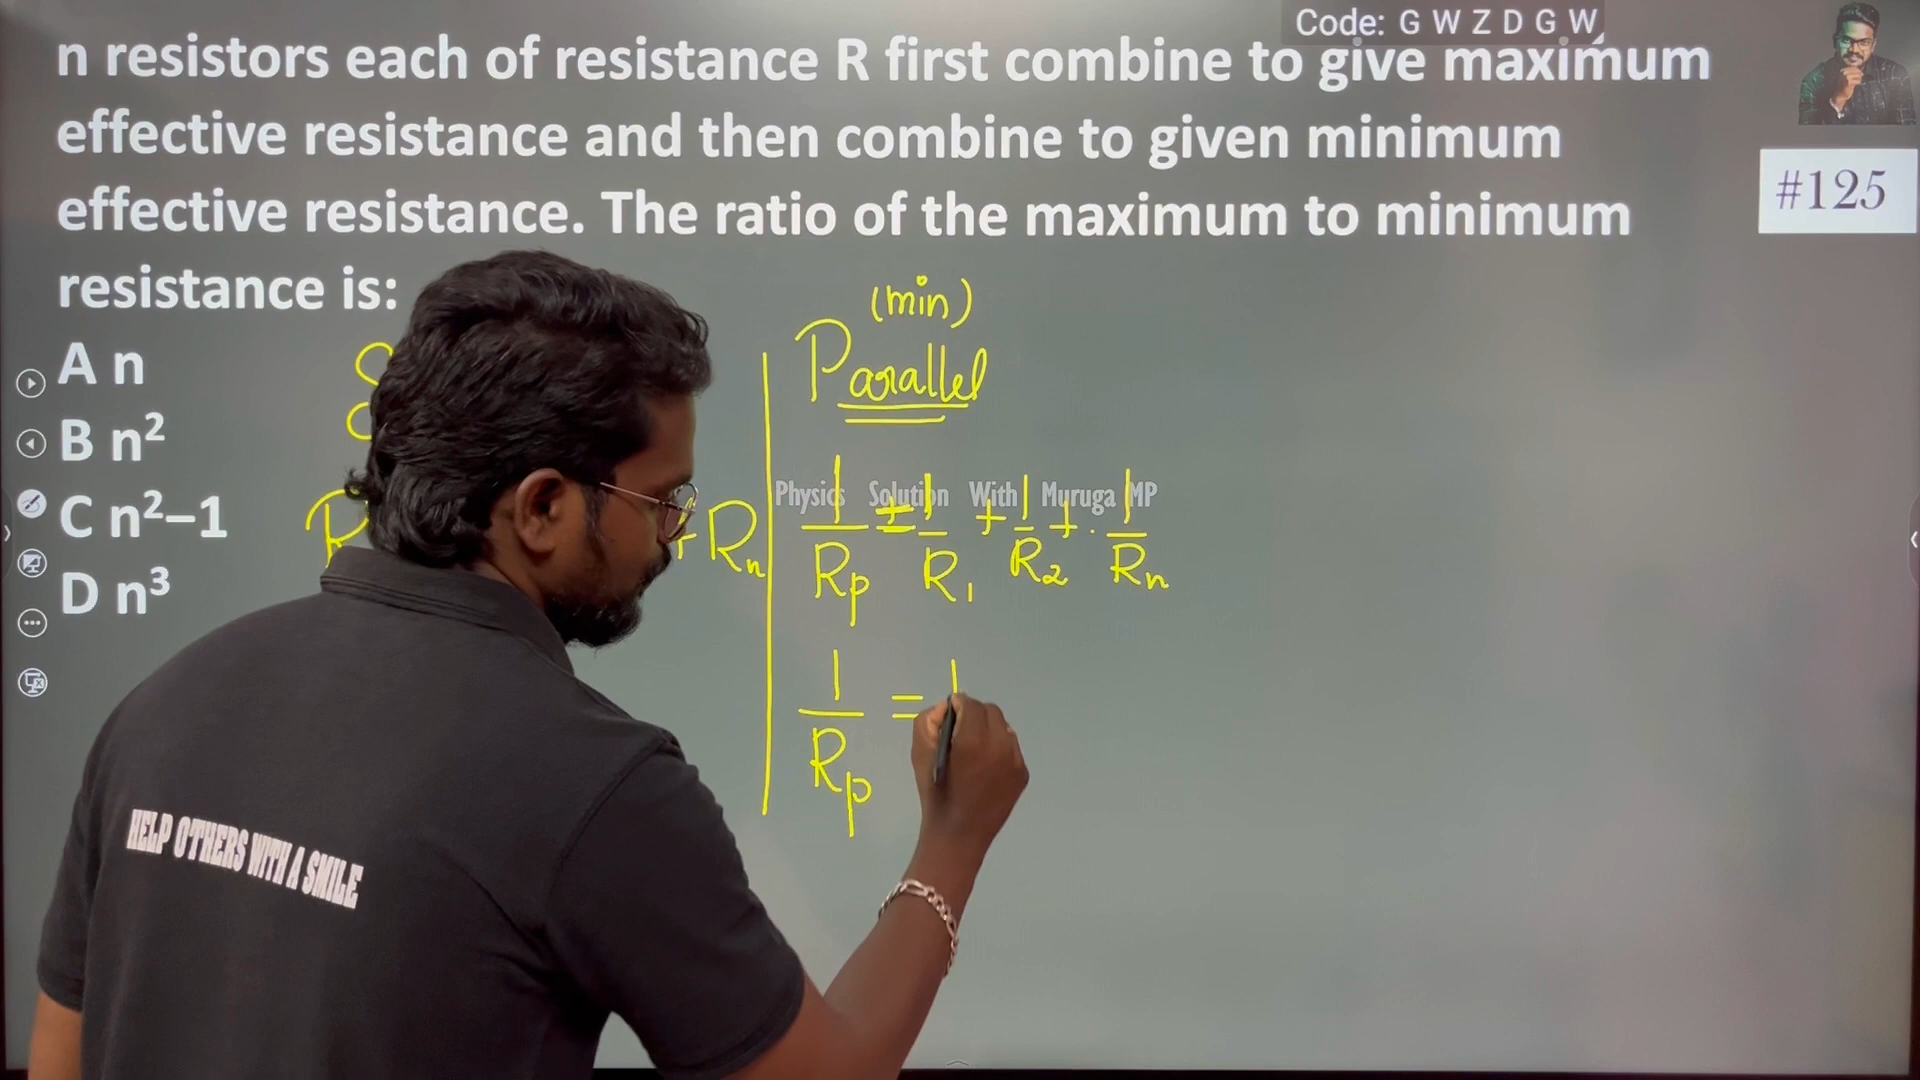 Code: G W Z D G W
n resistors each of resistance R first combine to give maximum
effective resistance and then combine to given minimum
effective resistance. The ratio of the maximum to minimum
resistance is:
#125
A n
B n²
C n²–1
D n³
(min)
Parallel
Physics Solution With Muruga MP
R + Rn
1/Rp = 1/R1 + 1/R2 + . 1/Rn
1/Rp = 1
HELP OTHERS WITH A SMILE